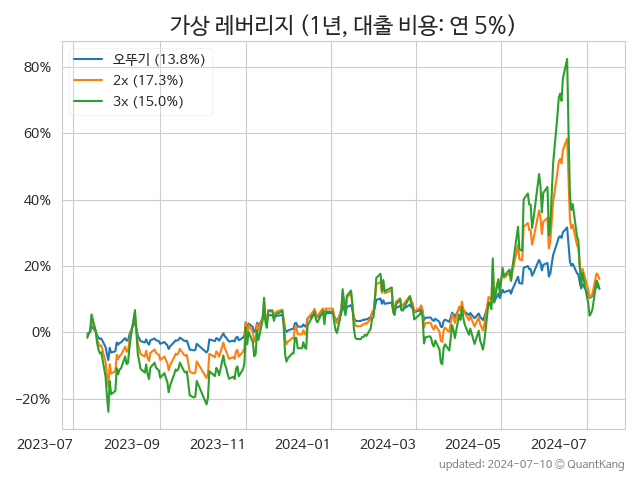 가상 레버리지 (1년, 대출 비용: 연 5%)
오뚜기 (13.8%)
2x (17.3%)
3x (15.0%)
80%
60%
40%
20%
0%
−20%
2023-07 2023-09 2023-11 2024-01 2024-03 2024-05 2024-07
updated: 2024-07-10 © QuantKang